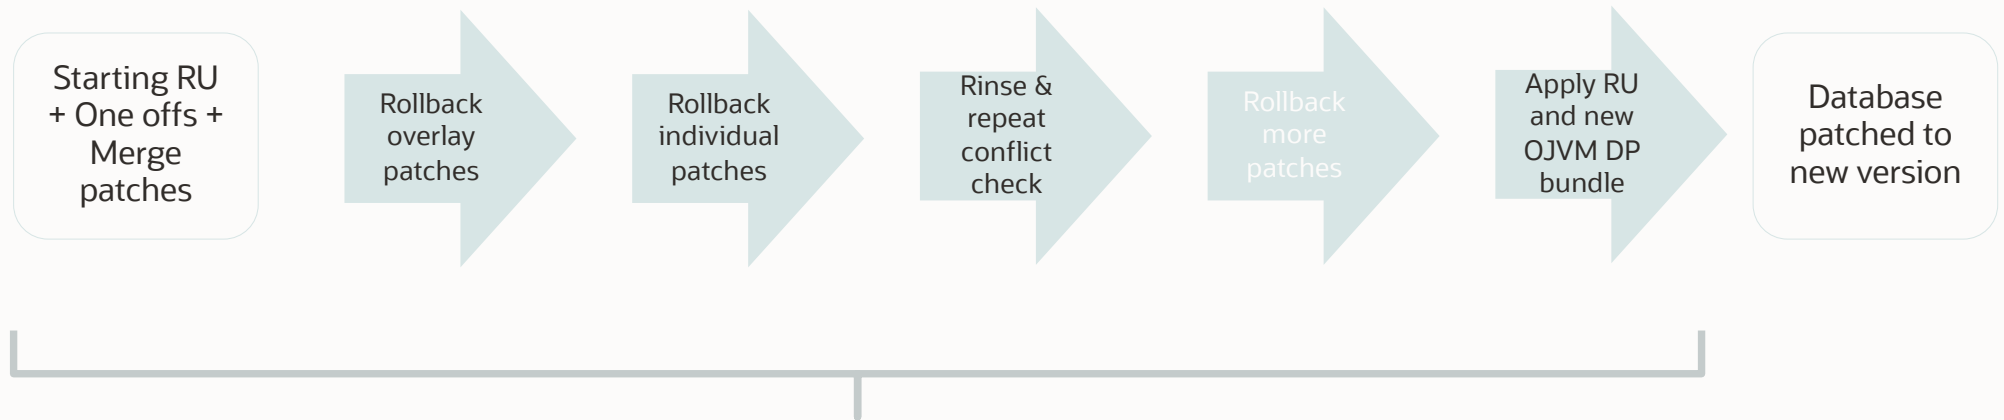 Starting RU
+ One offs +
Merge
patches
Rollback
overlay
patches
Rollback
individual
patches
Rinse &
repeat
conflict
check
Rollback
more
patches
Apply RU
and new
OJVM DP
bundle
Database
patched to
new version